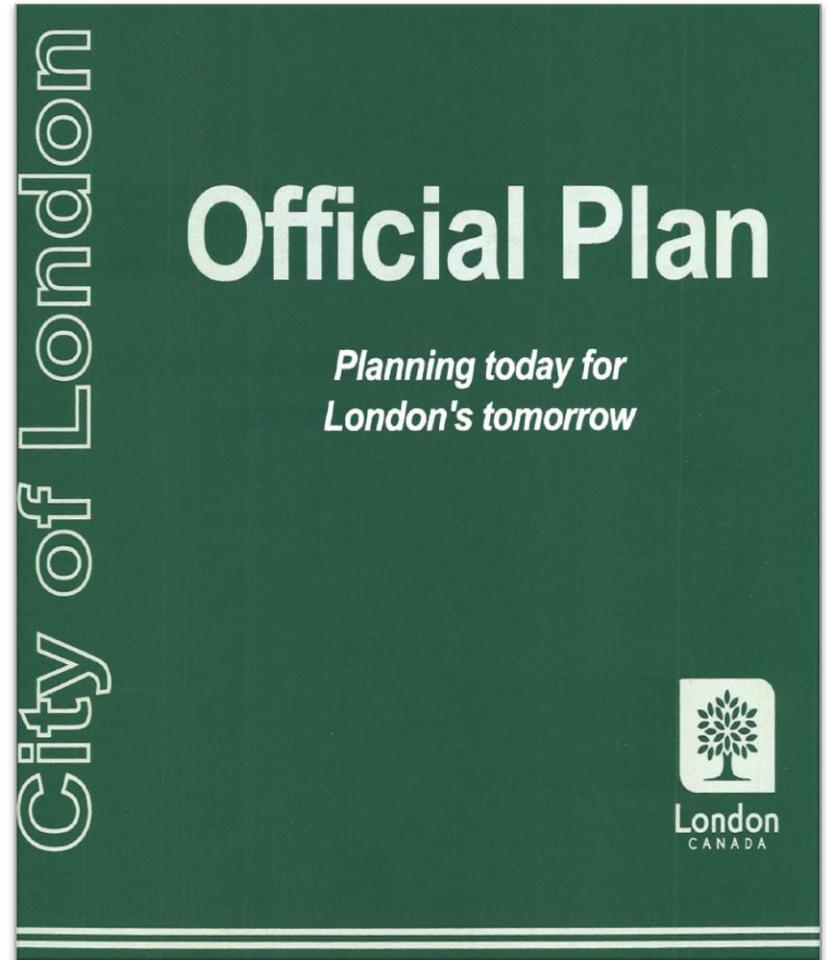 City of London
Official Plan
Planning today for
London's tomorrow
London
CANADA